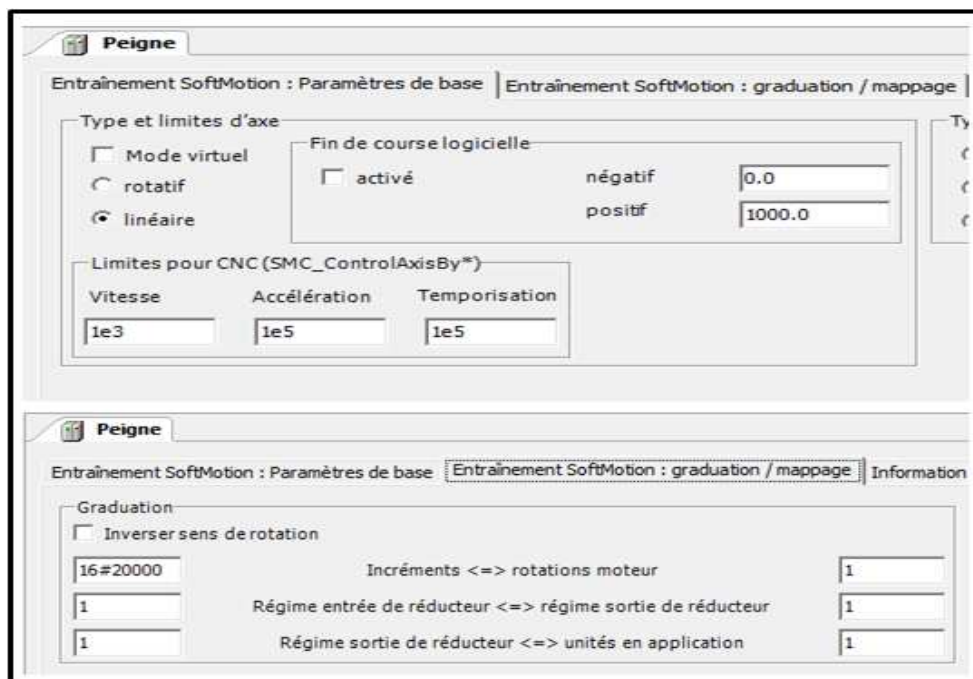 Peigne
Entraînement SoftMotion : Paramètres de base Entraînement SoftMotion : graduation / mappage
Type et limites d'axe Ty
Mode virtuel Fin de course logicielle
rotatif activé négatif 0.0
linéaire positif 1000.0
Limites pour CNC (SMC_ControlAxisBy*)
Vitesse Accélération Temporisation
1e3 1e5 1e5
Peigne
Entraînement SoftMotion : Paramètres de base Entraînement SoftMotion : graduation / mappage Information
Graduation
Inverser sens de rotation
16#20000 Incréments <=> rotations moteur 1
1 Régime entrée de réducteur <=> régime sortie de réducteur 1
1 Régime sortie de réducteur <=> unités en application 1